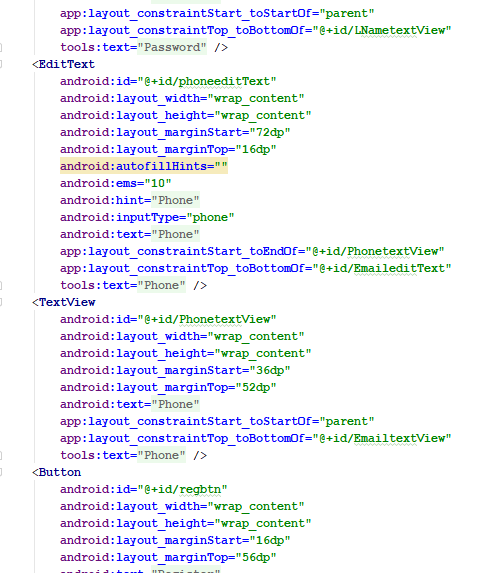 app:layout_constraintStart_toStartOf="parent"
app:layout_constraintTop_toBottomOf="@+id/LNametextView"
tools:text="Password" />
<EditText
android:id="@+id/phoneeditText"
android:layout_width="wrap_content"
android:layout_height="wrap_content"
android:layout_marginStart="72dp"
android:layout_marginTop="16dp"
android:autofillHints=""
android:ems="10"
android:hint="Phone"
android:inputType="phone"
android:text="Phone"
app:layout_constraintStart_toEndOf="@+id/PhonetextView"
app:layout_constraintTop_toBottomOf="@+id/EmaileditText"
tools:text="Phone" />
<TextView
android:id="@+id/PhonetextView"
android:layout_width="wrap_content"
android:layout_height="wrap_content"
android:layout_marginStart="36dp"
android:layout_marginTop="52dp"
android:text="Phone"
app:layout_constraintStart_toStartOf="parent"
app:layout_constraintTop_toBottomOf="@+id/EmailtextView"
tools:text="Phone" />
<Button
android:id="@+id/regbtn"
android:layout_width="wrap_content"
android:layout_height="wrap_content"
android:layout_marginStart="16dp"
android:layout_marginTop="56dp"
android:text="Register"